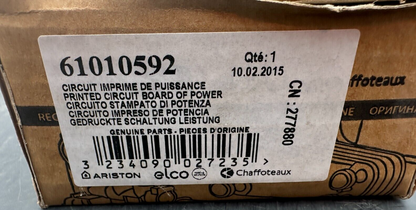 61010592
Qté: 1
10.02.2015
CIRCUIT IMPRIME DE PUISSANCE
PRINTED CIRCUIT BOARD OF POWER
CIRCUITO STAMPATO DI POTENZA
CIRCUITO IMPRESO DE POTENCIA
GEDRUCKTE SCHALTUNG LEISTUNG
GENUINE PARTS - PIECES D'ORIGINE
3 234090 027235 >
ARISTON elco Chaffoteaux
CN : 277880
haffoteaux